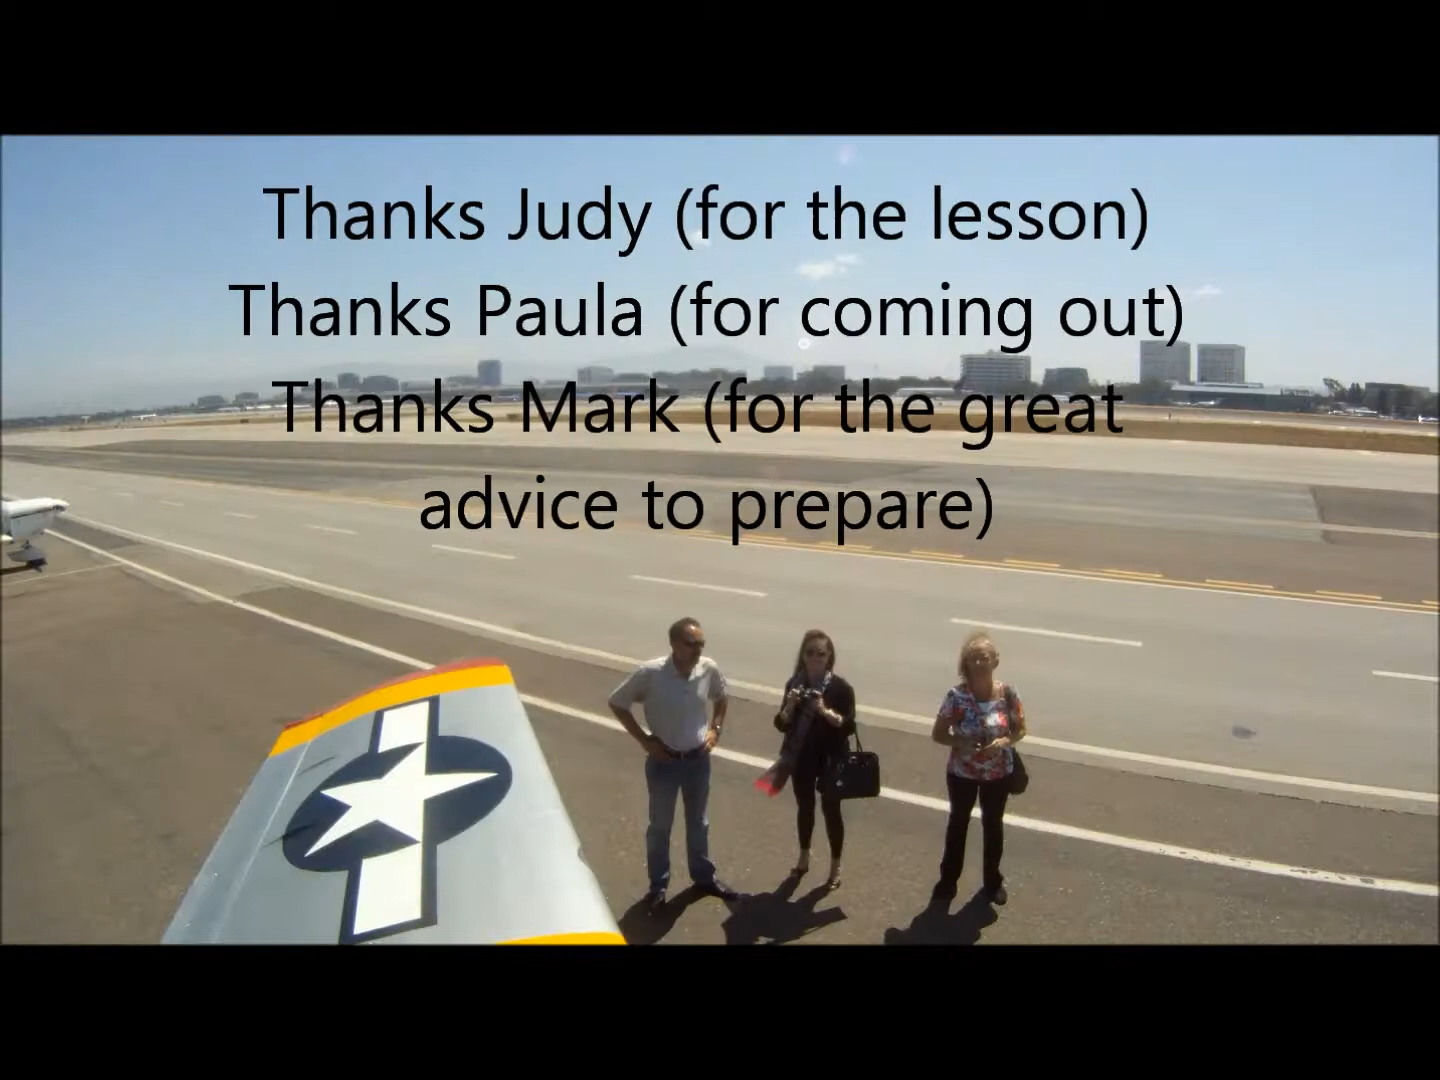 Thanks Judy (for the lesson)
Thanks Paula (for coming out)
Thanks Mark (for the great
advice to prepare)